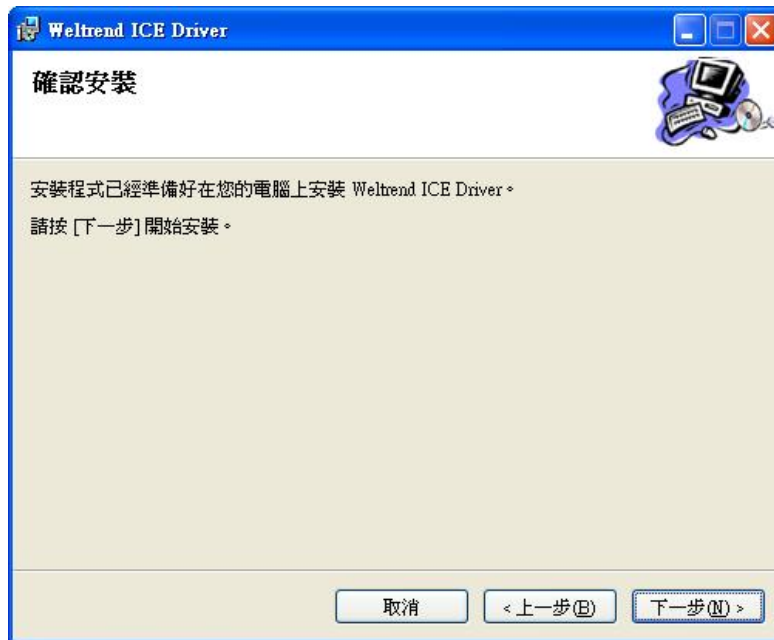 Weltrend ICE Driver
確認安裝
安裝程式已經準備好在您的電腦上安裝 Weltrend ICE Driver。
請按 [下一步] 開始安裝。
取消
< 上一步(B)
下一步(N) >